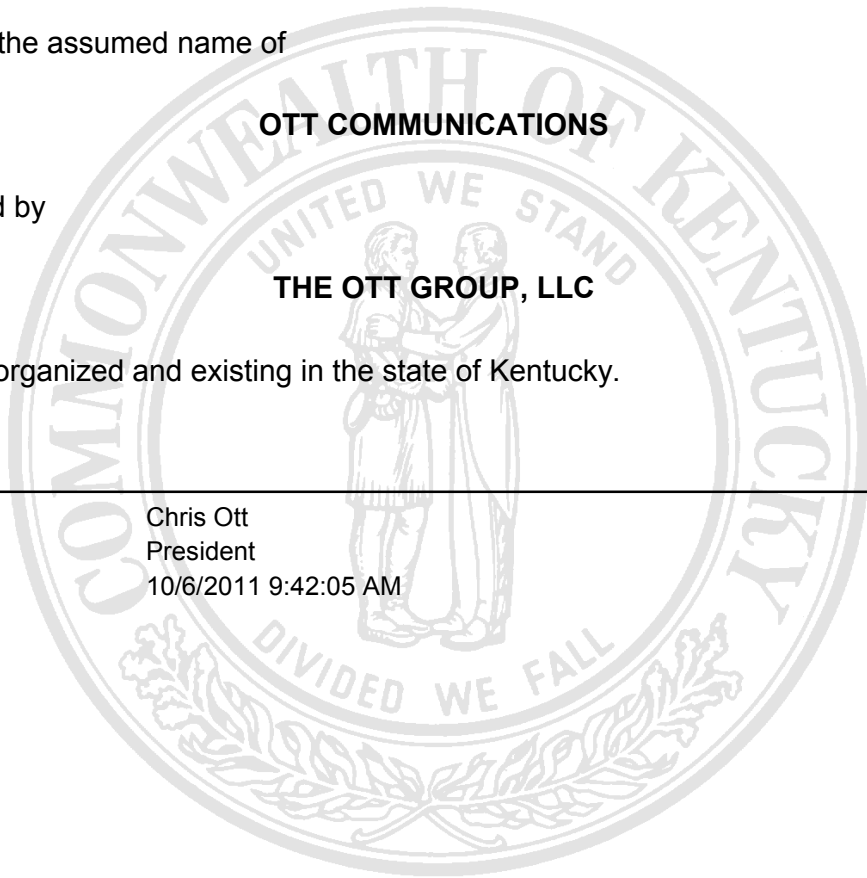 the assumed name of
OTT COMMUNICATIONS
d by
THE OTT GROUP, LLC
organized and existing in the state of Kentucky.
Chris Ott
President
10/6/2011 9:42:05 AM
COMMONWEALTH OF KENTUCKY
UNITED WE STAND
DIVIDED WE FALL